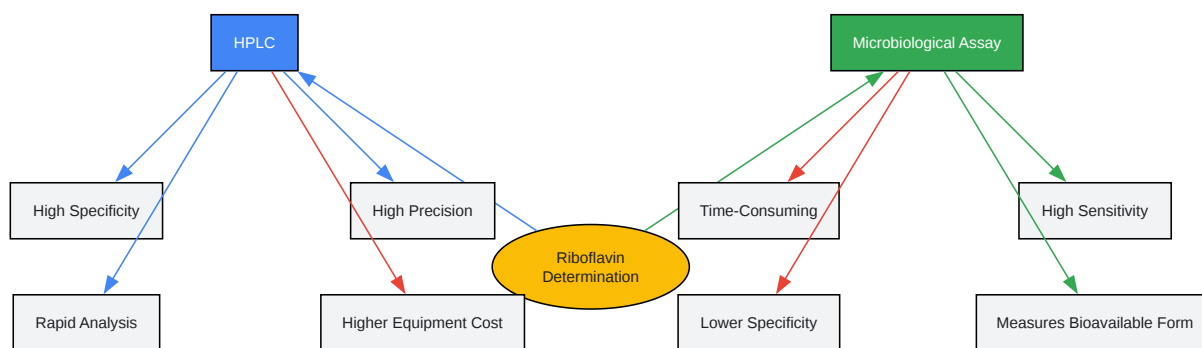 HPLC
Microbiological Assay
High Specificity
High Precision
Time-Consuming
High Sensitivity
Riboflavin
Determination
Rapid Analysis
Higher Equipment Cost
Lower Specificity
Measures Bioavailable Form